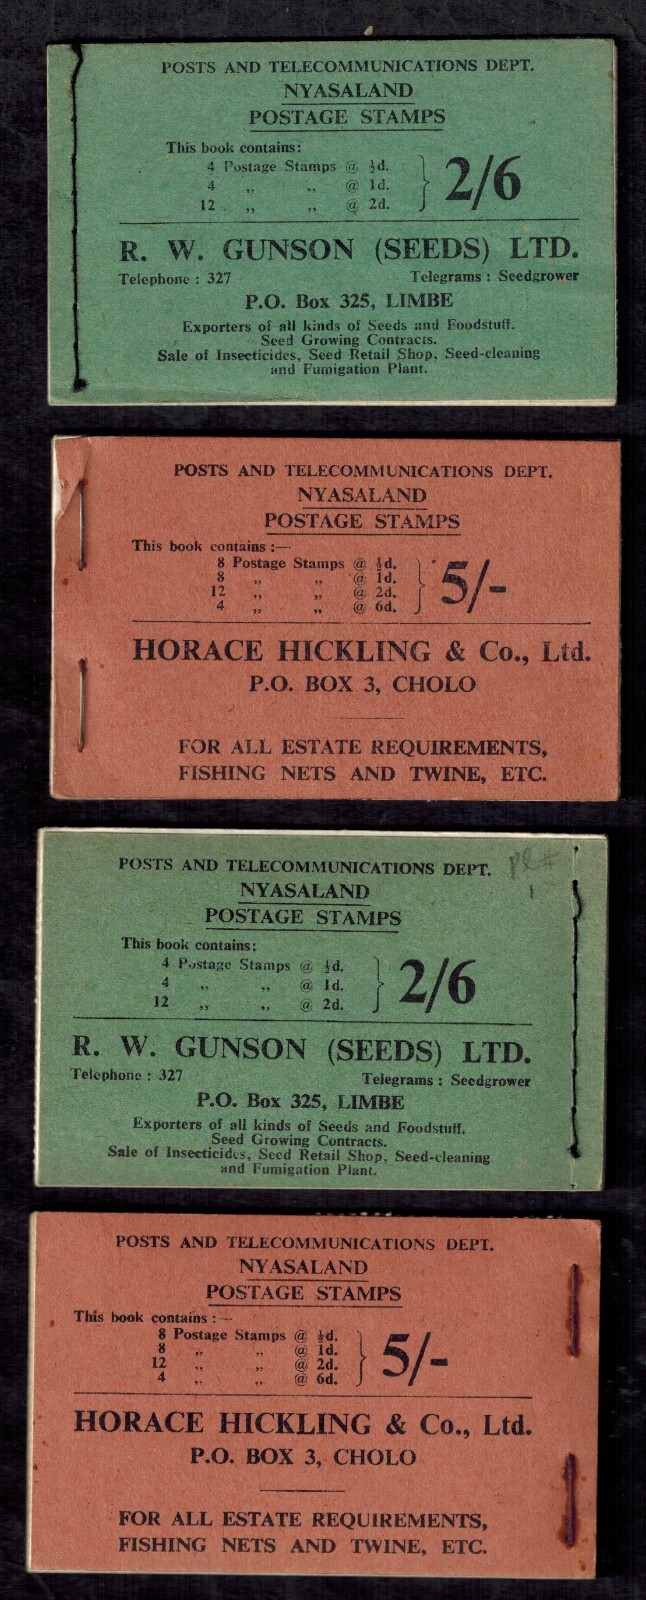 POSTS AND TELECOMMUNICATIONS DEPT.
NYASALAND
POSTAGE STAMPS
This book contains:
4 Postage Stamps @ ½d.
4 ,, ,, @ 1d.
12 ,, ,, @ 2d.
2/6
R. W. GUNSON (SEEDS) LTD.
Telephone : 327 Telegrams : Seedgrower
P.O. Box 325, LIMBE
Exporters of all kinds of Seeds and Foodstuff.
Seed Growing Contracts.
Sale of Insecticides, Seed Retail Shop, Seed-cleaning
and Fumigation Plant.
POSTS AND TELECOMMUNICATIONS DEPT.
NYASALAND
POSTAGE STAMPS
This book contains :—
8 Postage Stamps @ ½d.
8 ,, ,, @ 1d.
12 ,, ,, @ 2d.
4 ,, ,, @ 6d.
5/-
HORACE HICKLING & Co., Ltd.
P.O. BOX 3, CHOLO
FOR ALL ESTATE REQUIREMENTS,
FISHING NETS AND TWINE, ETC.
POSTS AND TELECOMMUNICATIONS DEPT.
pl #
1
NYASALAND
POSTAGE STAMPS
This book contains:
4 Postage Stamps @ ½d.
4 ,, ,, @ 1d.
12 ,, ,, @ 2d.
2/6
R. W. GUNSON (SEEDS) LTD.
Telephone : 327 Telegrams : Seedgrower
P.O. Box 325, LIMBE
Exporters of all kinds of Seeds and Foodstuff.
Seed Growing Contracts.
Sale of Insecticides, Seed Retail Shop, Seed-cleaning
and Fumigation Plant.
POSTS AND TELECOMMUNICATIONS DEPT.
NYASALAND
POSTAGE STAMPS
This book contains :—
8 Postage Stamps @ ½d.
8 ,, ,, @ 1d.
12 ,, ,, @ 2d.
4 ,, ,, @ 6d.
5/-
HORACE HICKLING & Co., Ltd.
P.O. BOX 3, CHOLO
FOR ALL ESTATE REQUIREMENTS,
FISHING NETS AND TWINE, ETC.